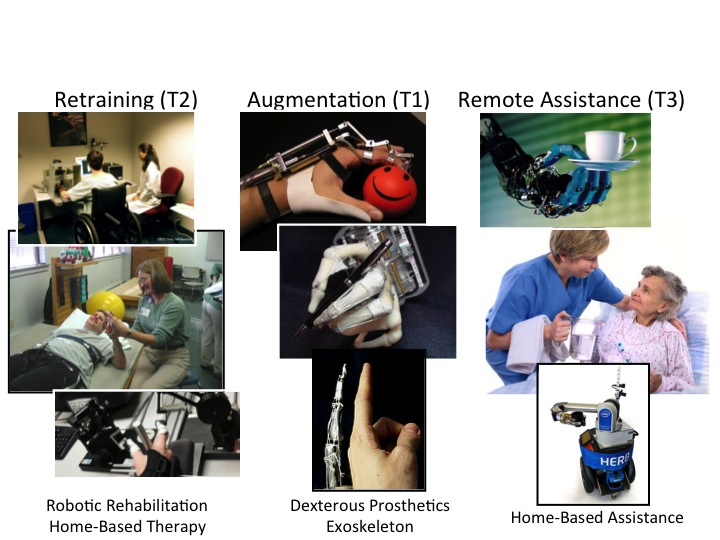 Retraining (T2)
Augmentation (T1)
Remote Assistance (T3)
HERB
Robotic Rehabilitation
Home-Based Therapy
Dexterous Prosthetics
Exoskeleton
Home-Based Assistance